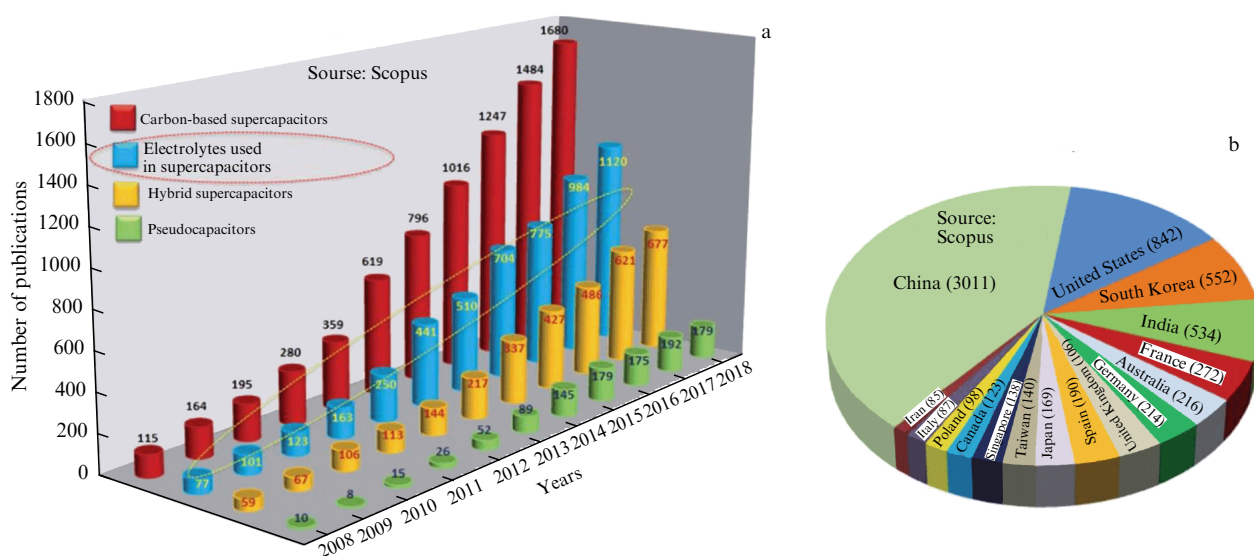 a
Sourse: Scopus
Number of publications
1800
1600
1400
1200
1000
800
600
400
200
0
Carbon-based supercapacitors
Electrolytes used
in supercapacitors
Hybrid supercapacitors
Pseudocapacitors
115
164
195
280
359
619
796
1016
1247
1484
1680
77
101
123
163
250
441
510
704
775
984
1120
59
67
106
113
144
217
337
427
486
621
677
10
8
15
26
52
89
145
179
175
192
179
2008
2009
2010
2011
2012
2013
2014
2015
2016
2017
2018
Years
b
Source:
Scopus
China (3011)
United States (842)
South Korea (552)
India (534)
France (272)
Australia (216)
Germany (214)
United Kingdom (190)
Spain (190)
Japan (169)
Taiwan (140)
Singapore (138)
Canada (123)
Poland (98)
Italy (87)
Iran (85)